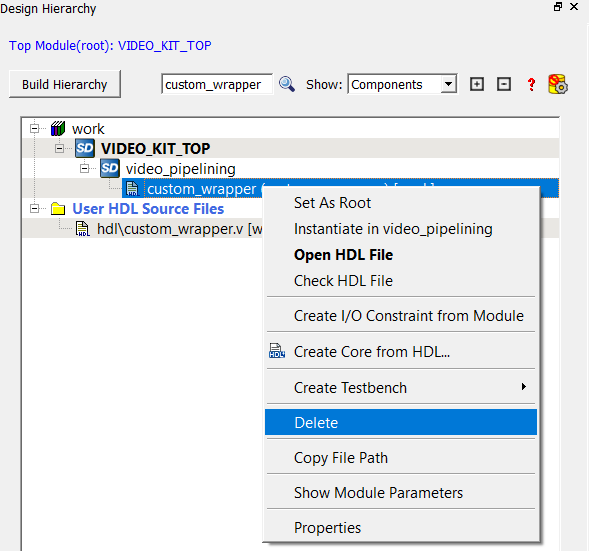 Design Hierarchy
Top Module(root): VIDEO_KIT_TOP
Build Hierarchy custom_wrapper Show: Components
work
SD VIDEO_KIT_TOP
SD video_pipelining
HDL custom_wrapper
User HDL Source Files
HDL hdl\custom_wrapper.v [w
Set As Root
Instantiate in video_pipelining
Open HDL File
Check HDL File
Create I/O Constraint from Module
HDL Create Core from HDL...
Create Testbench
Delete
Copy File Path
Show Module Parameters
Properties